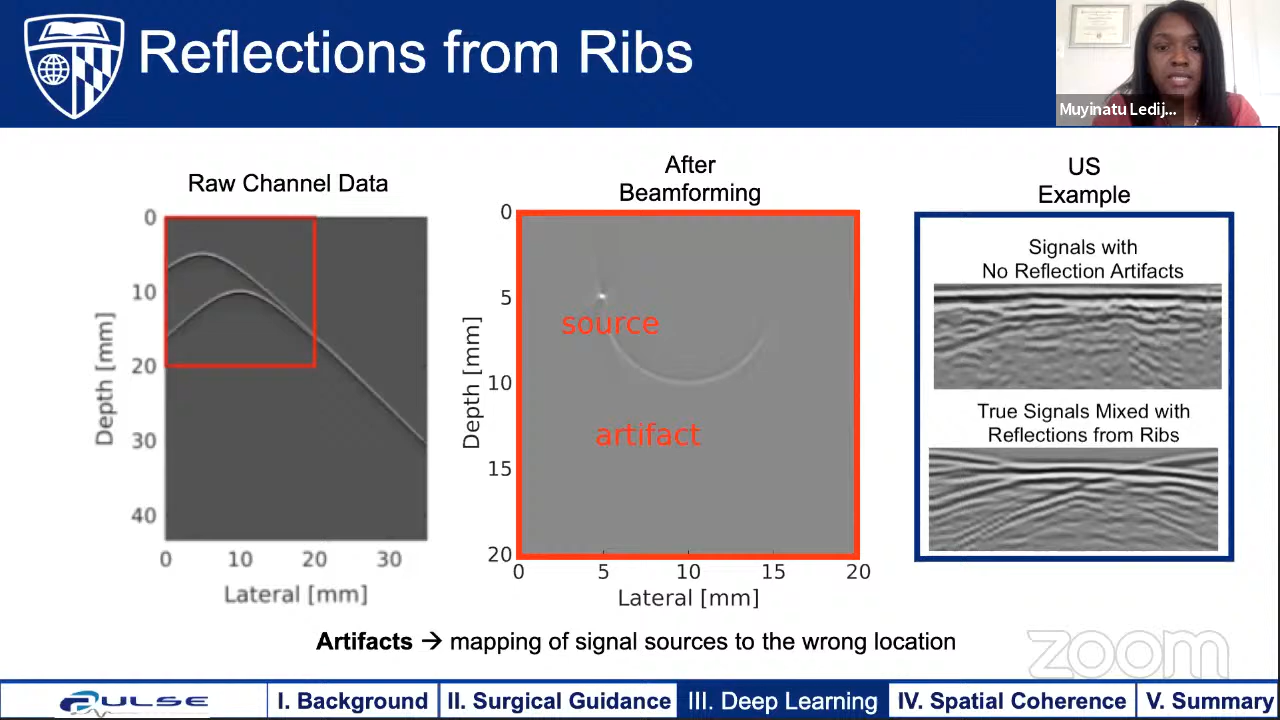 Reflections from Ribs
Muyinatu Ledij...
Raw Channel Data
0
10
20
30
40
Depth [mm]
0
10
20
30
Lateral [mm]
After
Beamforming
0
5
10
15
20
Depth [mm]
source
artifact
0
5
10
15
20
Lateral [mm]
US
Example
Signals with
No Reflection Artifacts
True Signals Mixed with
Reflections from Ribs
Artifacts → mapping of signal sources to the wrong location
zoom
PULSE
I. Background
II. Surgical Guidance
III. Deep Learning
IV. Spatial Coherence
V. Summary